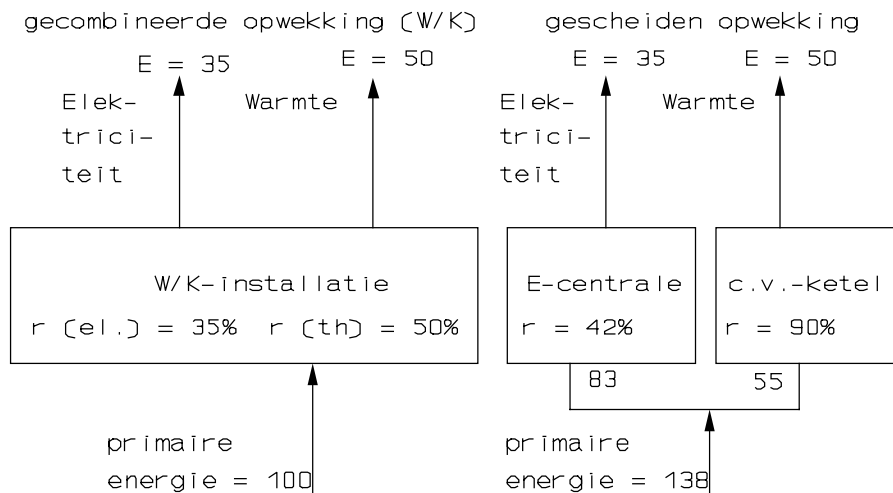 gecombineerde opwekking (W/K)
E = 35
E = 50
Elek-
trici-
teit
Warmte
W/K-installatie
r (el.) = 35%
r (th) = 50%
primaire
energie = 100
gescheiden opwekking
E = 35
E = 50
Elek-
trici-
teit
Warmte
E-centrale
r = 42%
c.v.-ketel
r = 90%
83
55
primaire
energie = 138